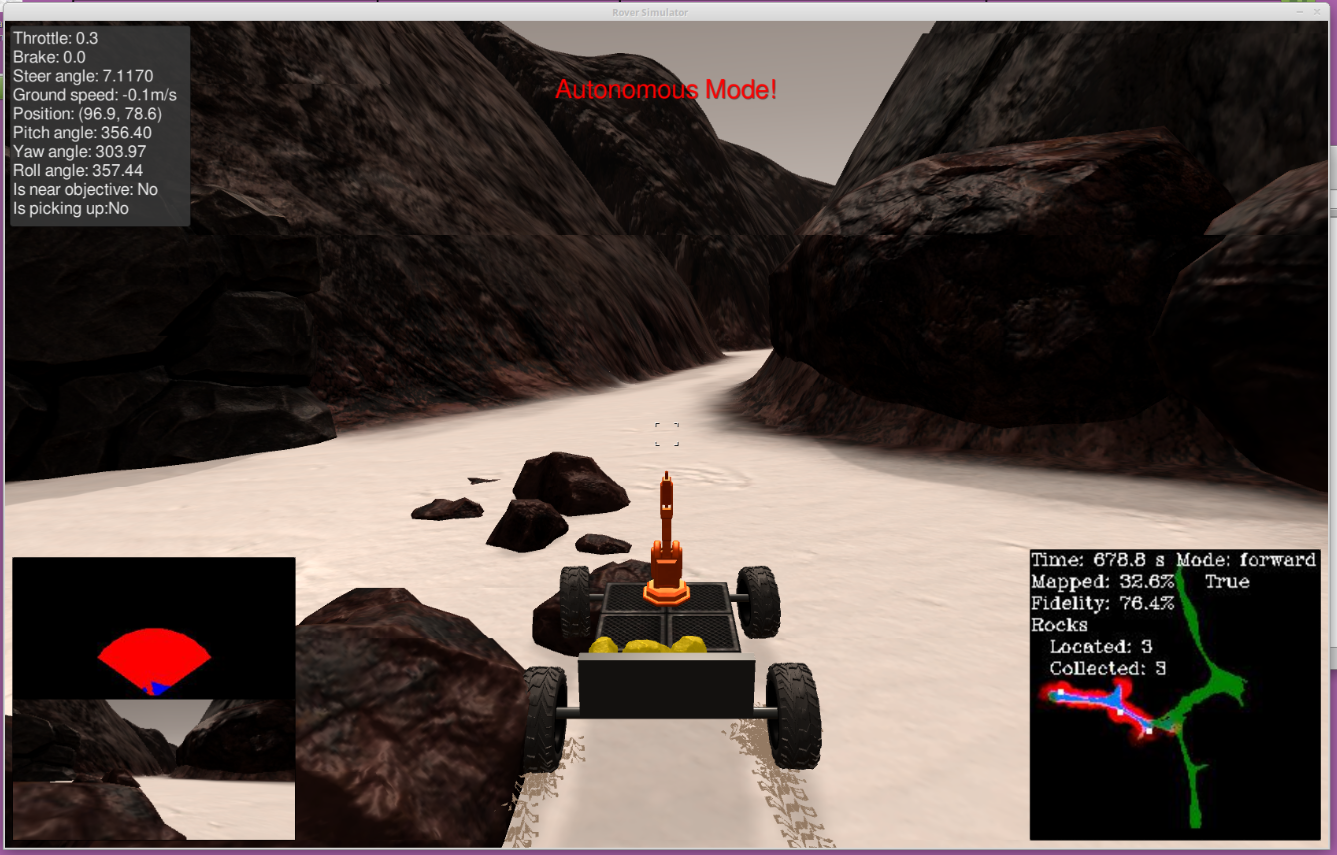 Rover Simulator
Throttle: 0.3
Brake: 0.0
Steer angle: 7.1170
Ground speed: -0.1m/s
Position: (96.9, 78.6)
Pitch angle: 356.40
Yaw angle: 303.97
Roll angle: 357.44
Is near objective: No
Is picking up:No
Autonomous Mode!
Time: 678.8 s Mode: forward
Mapped: 32.6% True
Fidelity: 76.4%
Rocks
Located: 3
Collected: 3